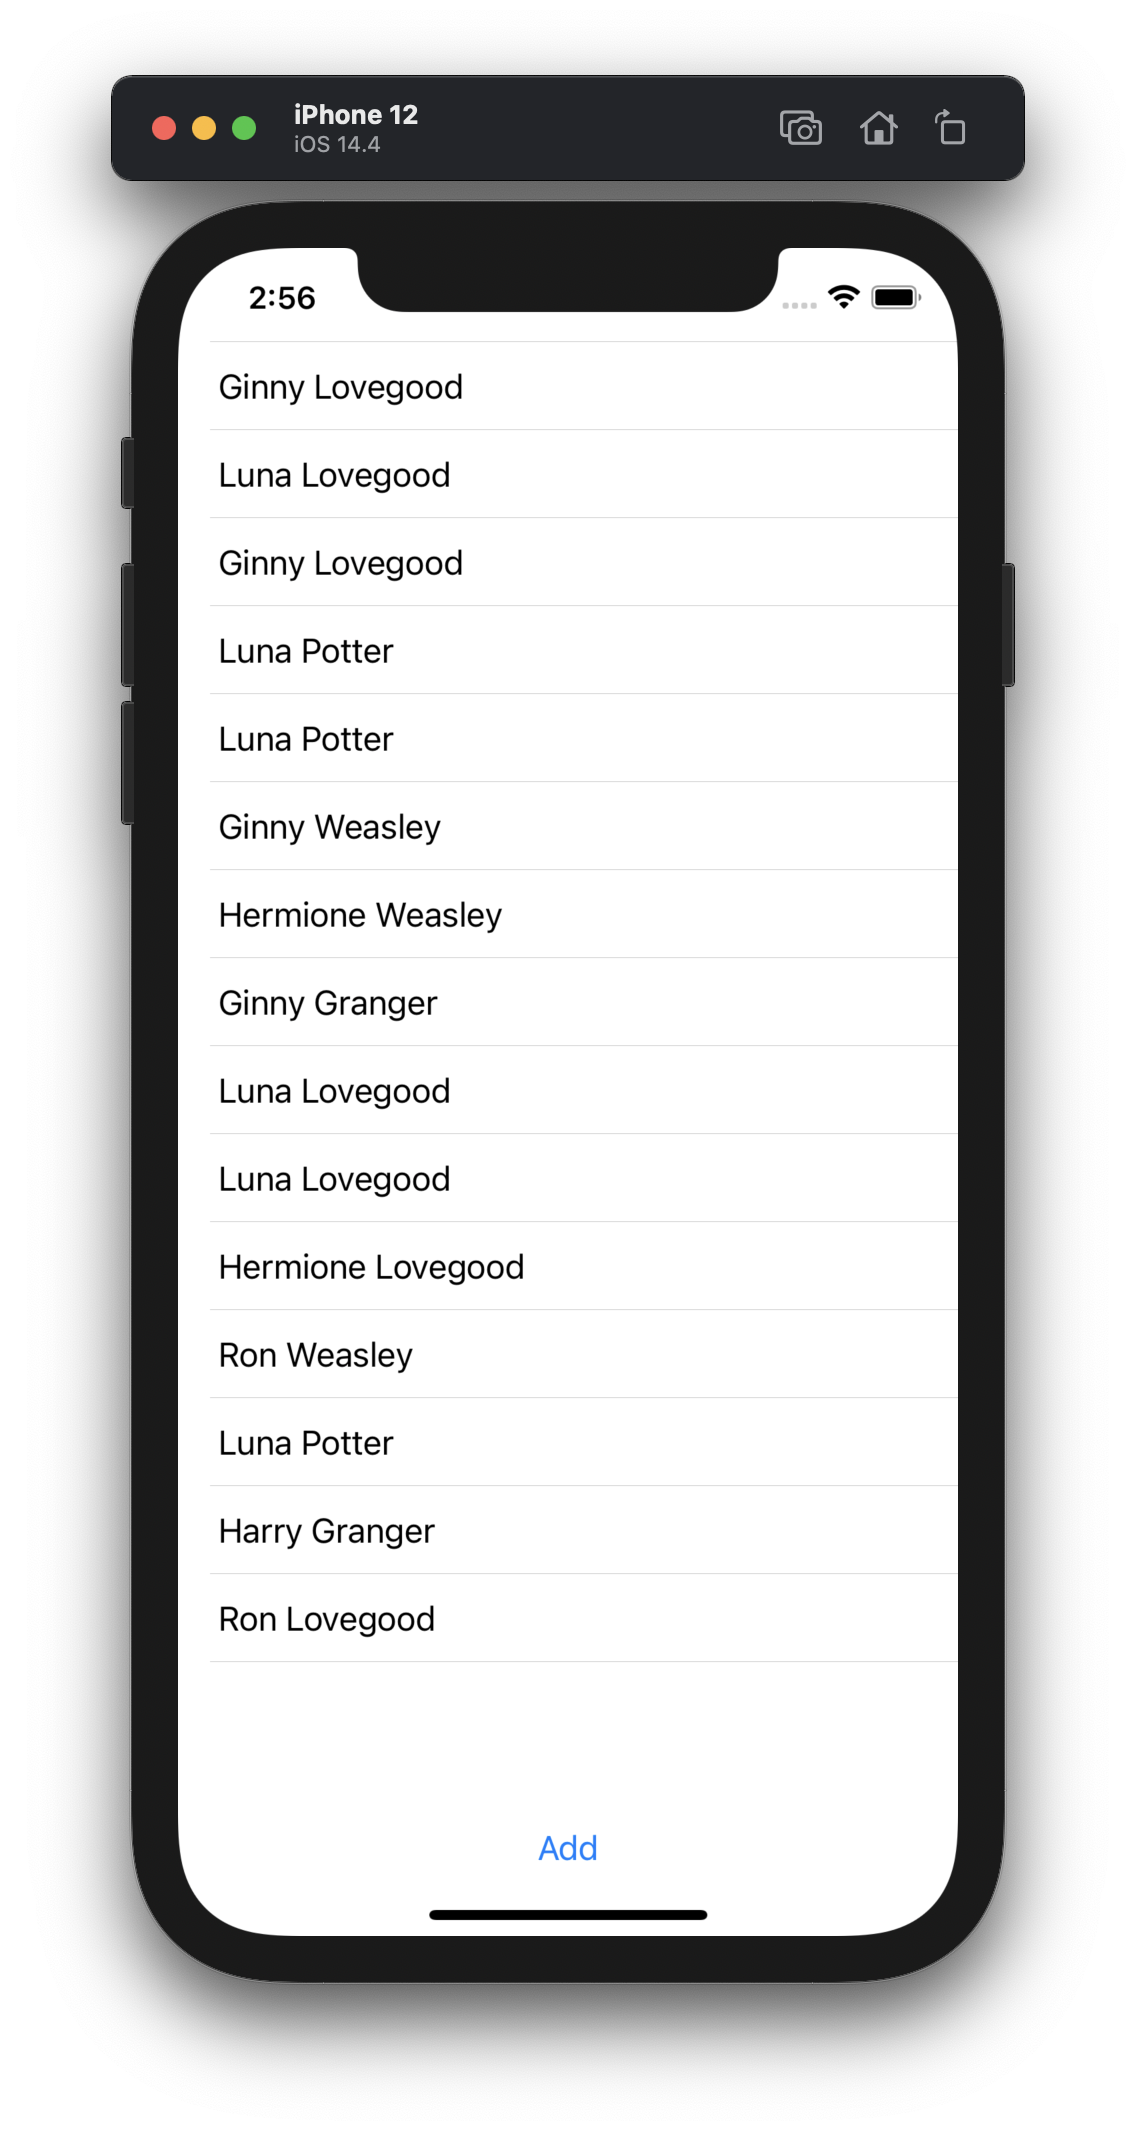 iPhone 12
iOS 14.4
2:56
Ginny Lovegood
Luna Lovegood
Ginny Lovegood
Luna Potter
Luna Potter
Ginny Weasley
Hermione Weasley
Ginny Granger
Luna Lovegood
Luna Lovegood
Hermione Lovegood
Ron Weasley
Luna Potter
Harry Granger
Ron Lovegood
Add